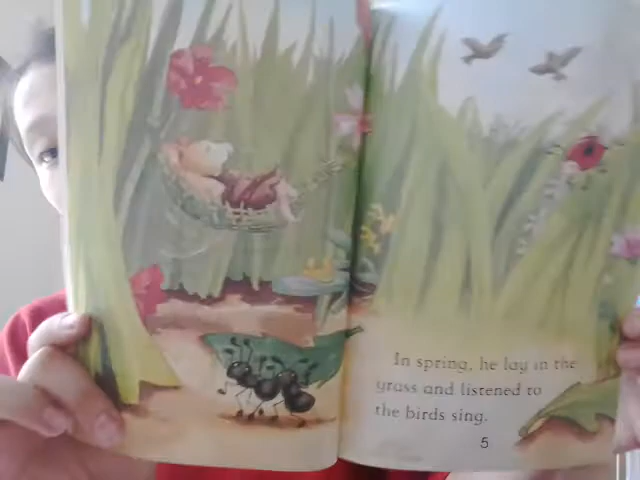 In spring, he lay in the
grass and listened to
the birds sing.
5